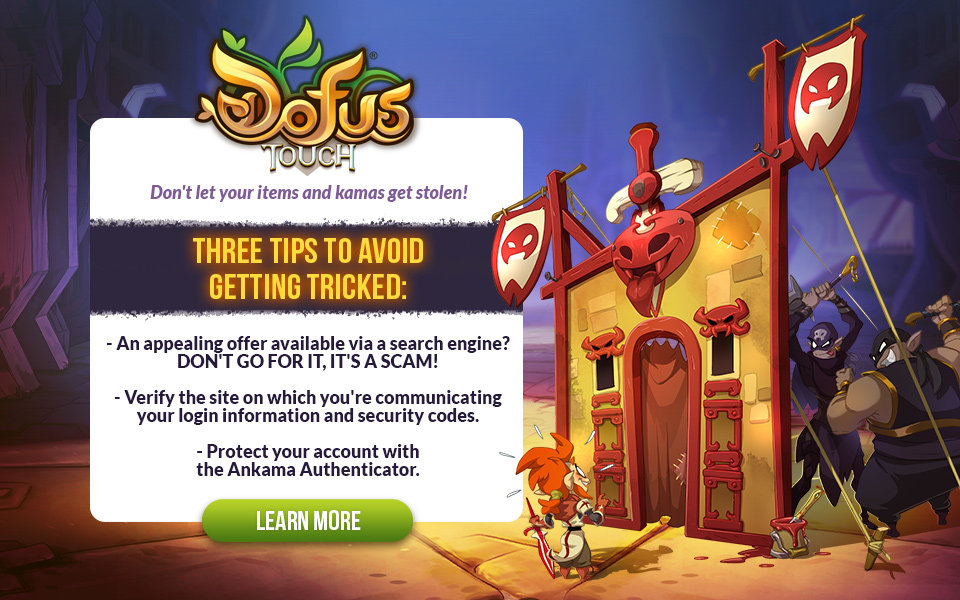 Dofus®
TOUCH
Don't let your items and kamas get stolen!
THREE TIPS TO AVOID
GETTING TRICKED:
- An appealing offer available via a search engine?
DON'T GO FOR IT, IT'S A SCAM!
- Verify the site on which you're communicating
your login information and security codes.
- Protect your account with
the Ankama Authenticator.
LEARN MORE